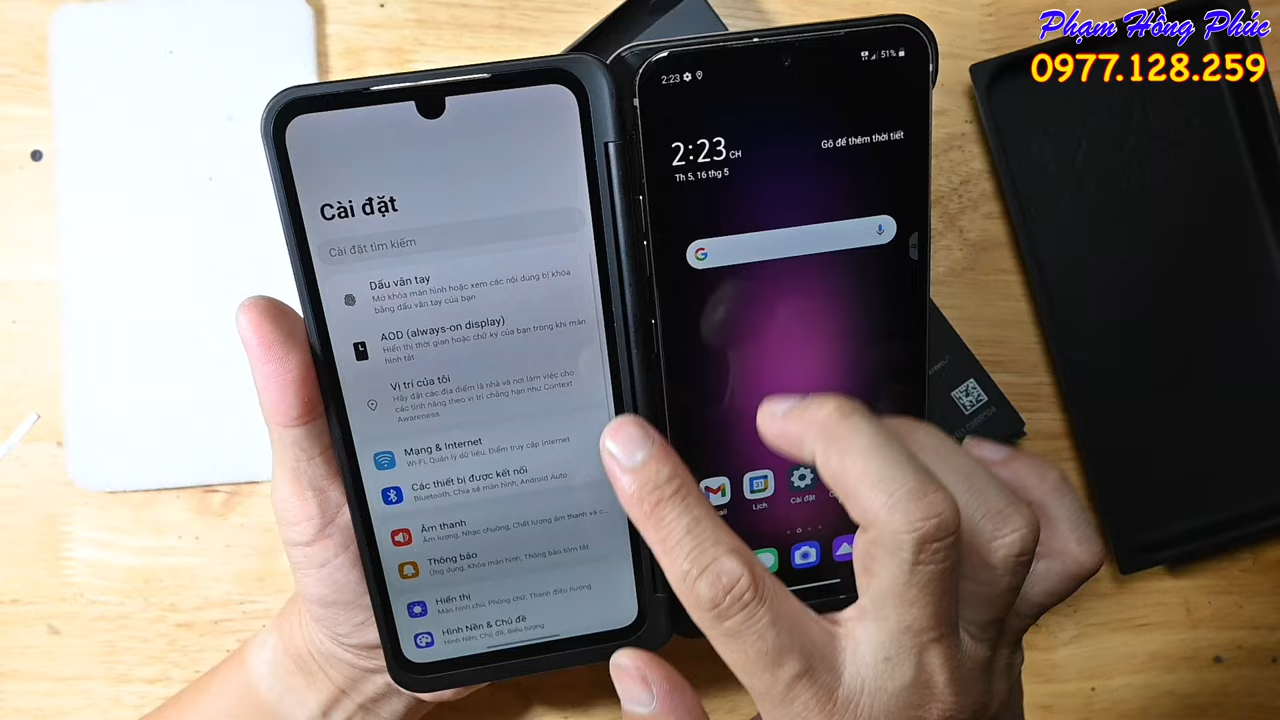 Phạm Hồng Phúc
0977.128.259
Cài đặt
Cài đặt tìm kiếm
Dấu vân tay
Mở khóa màn hình hoặc xem các nội dung bị khóa
bằng dấu vân tay của bạn
AOD (always-on display)
Hiển thị thời gian hoặc chữ ký của bạn trong khi màn
hình tắt
Vị trí của tôi
Hãy đặt các địa điểm là nhà và nơi làm việc cho
các tính năng theo vị trí chẳng hạn như Context
Awareness
Mạng & Internet
Wi-Fi, Quản lý dữ liệu, Điểm truy cập Internet
Các thiết bị được kết nối
Bluetooth, Chia sẻ màn hình, Android Auto
Âm thanh
Âm lượng, Nhạc chuông, Chất lượng âm thanh và c...
Thông báo
Ứng dụng, Khóa màn hình, Thông báo tóm tắt
Hiển thị
Màn hình chủ, Phông chữ, Thanh điều hướng
Hình Nền & Chủ đề
Hình Nền, Chủ đề, Biểu tượng
2:23
51%
2:23 CH
Th 5, 16 thg 5
Gõ để thêm thời tiết
G
31
Lịch
Cài đặt